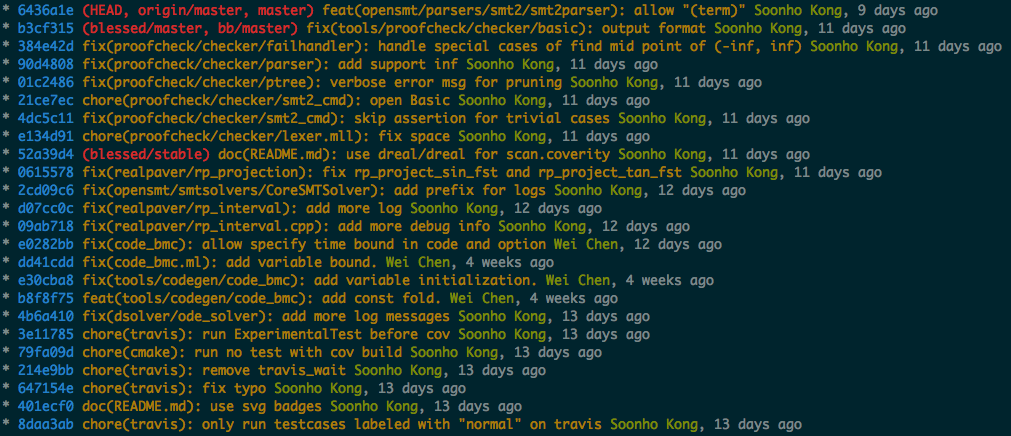 * 6436a1e (HEAD, origin/master, master) feat(opensmt/parsers/smt2/smt2parser): allow "(term)" Soonho Kong, 9 days ago
* b3cf315 (blessed/master, bb/master) fix(tools/proofcheck/checker/basic): output format Soonho Kong, 11 days ago
* 384e42d fix(proofcheck/checker/failhandler): handle special cases of find mid point of (-inf, inf) Soonho Kong, 11 days ago
* 90d4808 fix(proofcheck/checker/parser): add support inf Soonho Kong, 11 days ago
* 01c2486 fix(proofcheck/checker/ptree): verbose error msg for pruning Soonho Kong, 11 days ago
* 21ce7ec chore(proofcheck/checker/smt2_cmd): open Basic Soonho Kong, 11 days ago
* 4dc5c11 fix(proofcheck/checker/smt2_cmd): skip assertion for trivial cases Soonho Kong, 11 days ago
* e134d91 chore(proofcheck/checker/lexer.mll): fix space Soonho Kong, 11 days ago
* 52a39d4 (blessed/stable) doc(README.md): use dreal/dreal for scan.coverity Soonho Kong, 11 days ago
* 0615578 fix(realpaver/rp_projection): fix rp_project_sin_fst and rp_project_tan_fst Soonho Kong, 11 days ago
* 2cd09c6 fix(opensmt/smtsolvers/CoreSMTSolver): add prefix for logs Soonho Kong, 12 days ago
* d07cc0c fix(realpaver/rp_interval): add more log Soonho Kong, 12 days ago
* 09ab718 fix(realpaver/rp_interval.cpp): add more debug info Soonho Kong, 12 days ago
* e0282bb fix(code_bmc): allow specify time bound in code and option Wei Chen, 12 days ago
* dd41cdd fix(code_bmc.ml): add variable bound. Wei Chen, 4 weeks ago
* e30cba8 fix(tools/codegen/code_bmc): add variable initialization. Wei Chen, 4 weeks ago
* b8f8f75 feat(tools/codegen/code_bmc): add const fold. Wei Chen, 4 weeks ago
* 4b6a410 fix(dsolver/ode_solver): add more log messages Soonho Kong, 13 days ago
* 3e11785 chore(travis): run ExperimentalTest before cov Soonho Kong, 13 days ago
* 79fa09d chore(cmake): run no test with cov build Soonho Kong, 13 days ago
* 214e9bb chore(travis): remove travis_wait Soonho Kong, 13 days ago
* 647154e chore(travis): fix typo Soonho Kong, 13 days ago
* 401ecf0 doc(README.md): use svg badges Soonho Kong, 13 days ago
* 8daa3ab chore(travis): only run testcases labeled with "normal" on travis Soonho Kong, 13 days ago